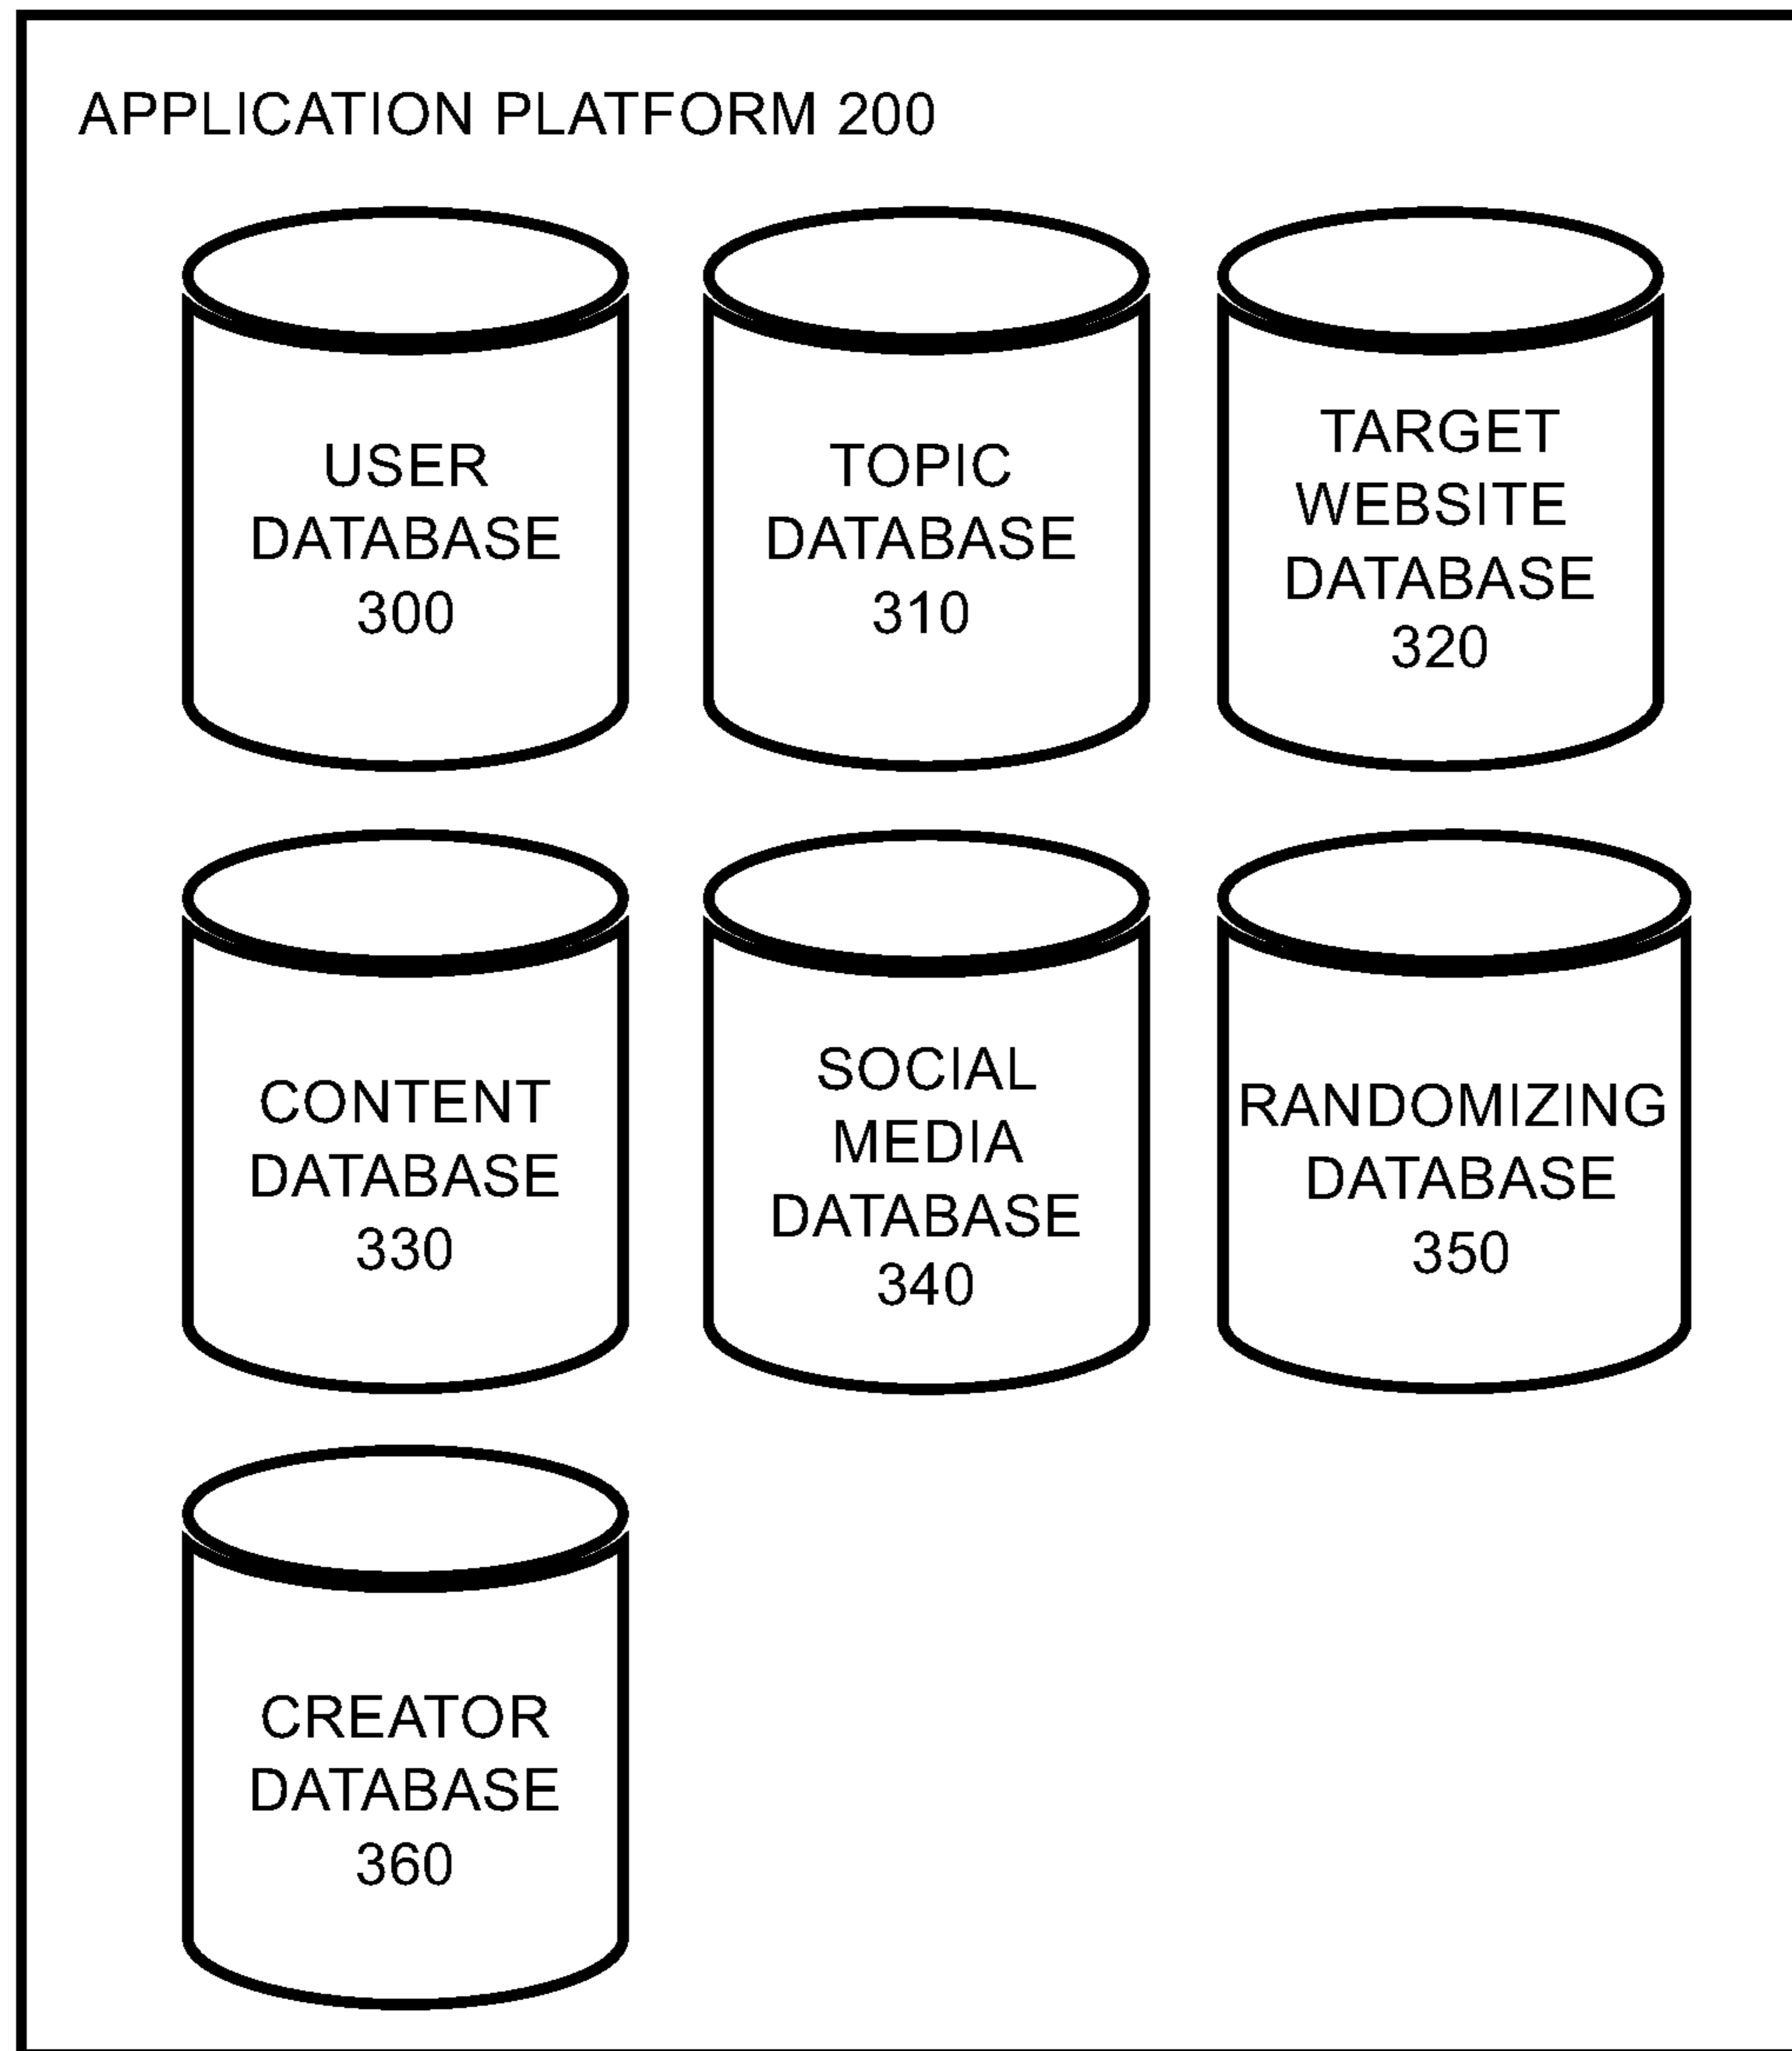 APPLICATION PLATFORM 200
USER
DATABASE
300
TOPIC
DATABASE
310
TARGET
WEBSITE
DATABASE
320
CONTENT
DATABASE
330
SOCIAL
MEDIA
DATABASE
340
RANDOMIZING
DATABASE
350
CREATOR
DATABASE
360